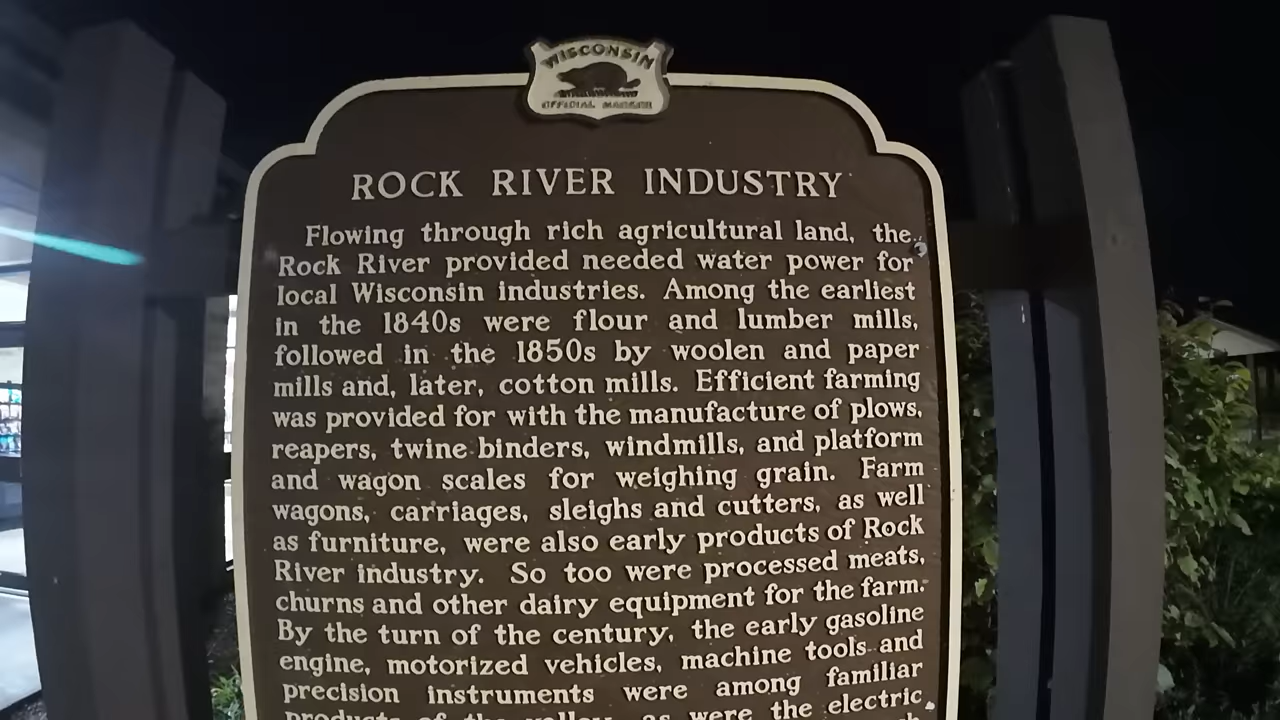 WISCONSIN
OFFICIAL MARKER
ROCK RIVER INDUSTRY
Flowing through rich agricultural land, the
Rock River provided needed water power for
local Wisconsin industries. Among the earliest
in the 1840s were flour and lumber mills,
followed in the 1850s by woolen and paper
mills and, later, cotton mills. Efficient farming
was provided for with the manufacture of plows,
reapers, twine binders, windmills, and platform
and wagon scales for weighing grain. Farm
wagons, carriages, sleighs and cutters, as well
as furniture, were also early products of Rock
River industry. So too were processed meats,
churns and other dairy equipment for the farm.
By the turn of the century, the early gasoline
engine, motorized vehicles, machine tools and
precision instruments were among familiar
products of the valley, as were the electric